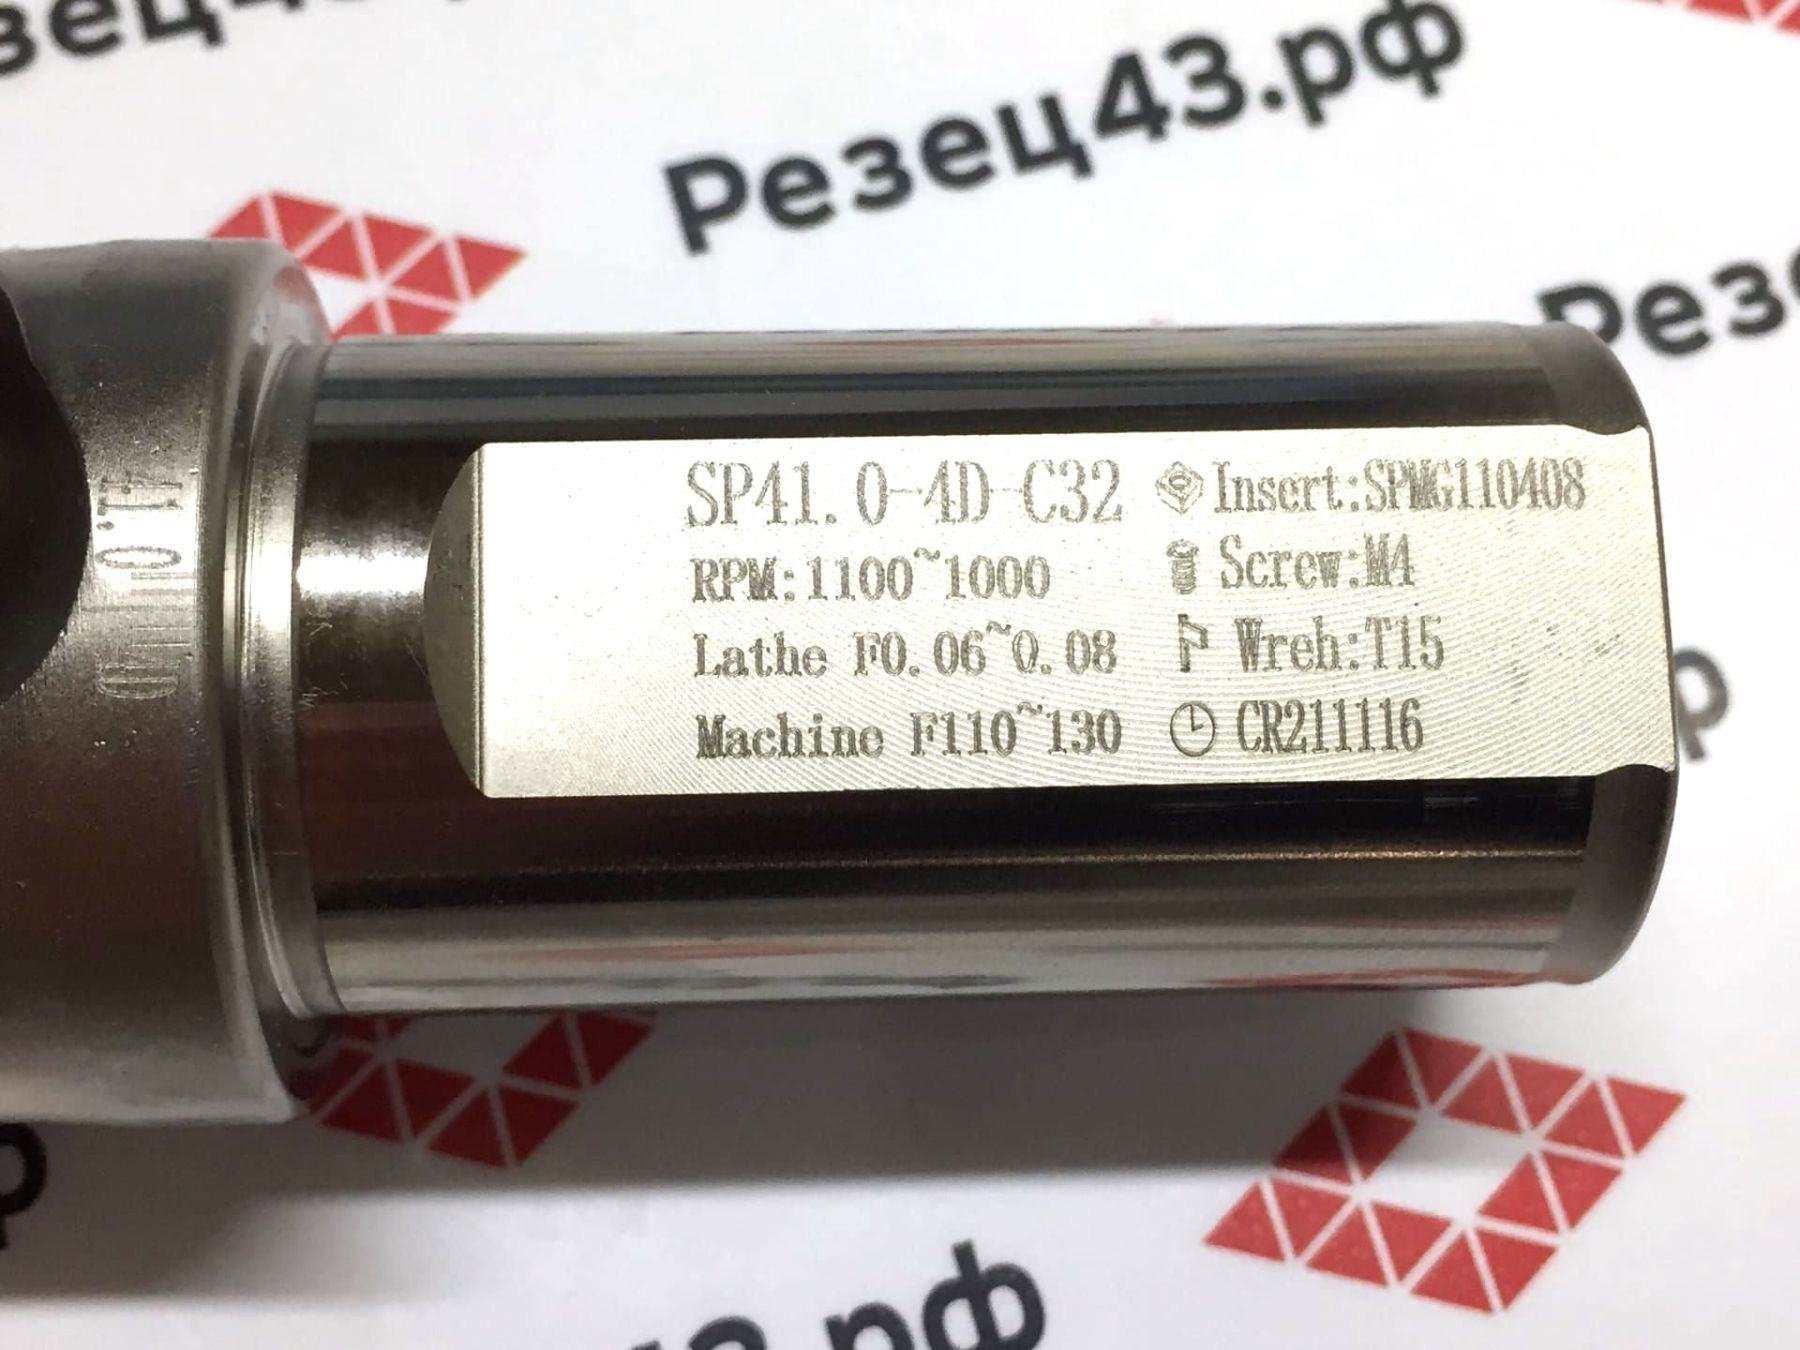 Резец43.рф
SP41.0-4D-C32
RPM:1100~1000
Lathe F0.06~0.08
Machine F110~130
Insert:SPMG110408
Screw:M4
Wreh:T15
CR211116